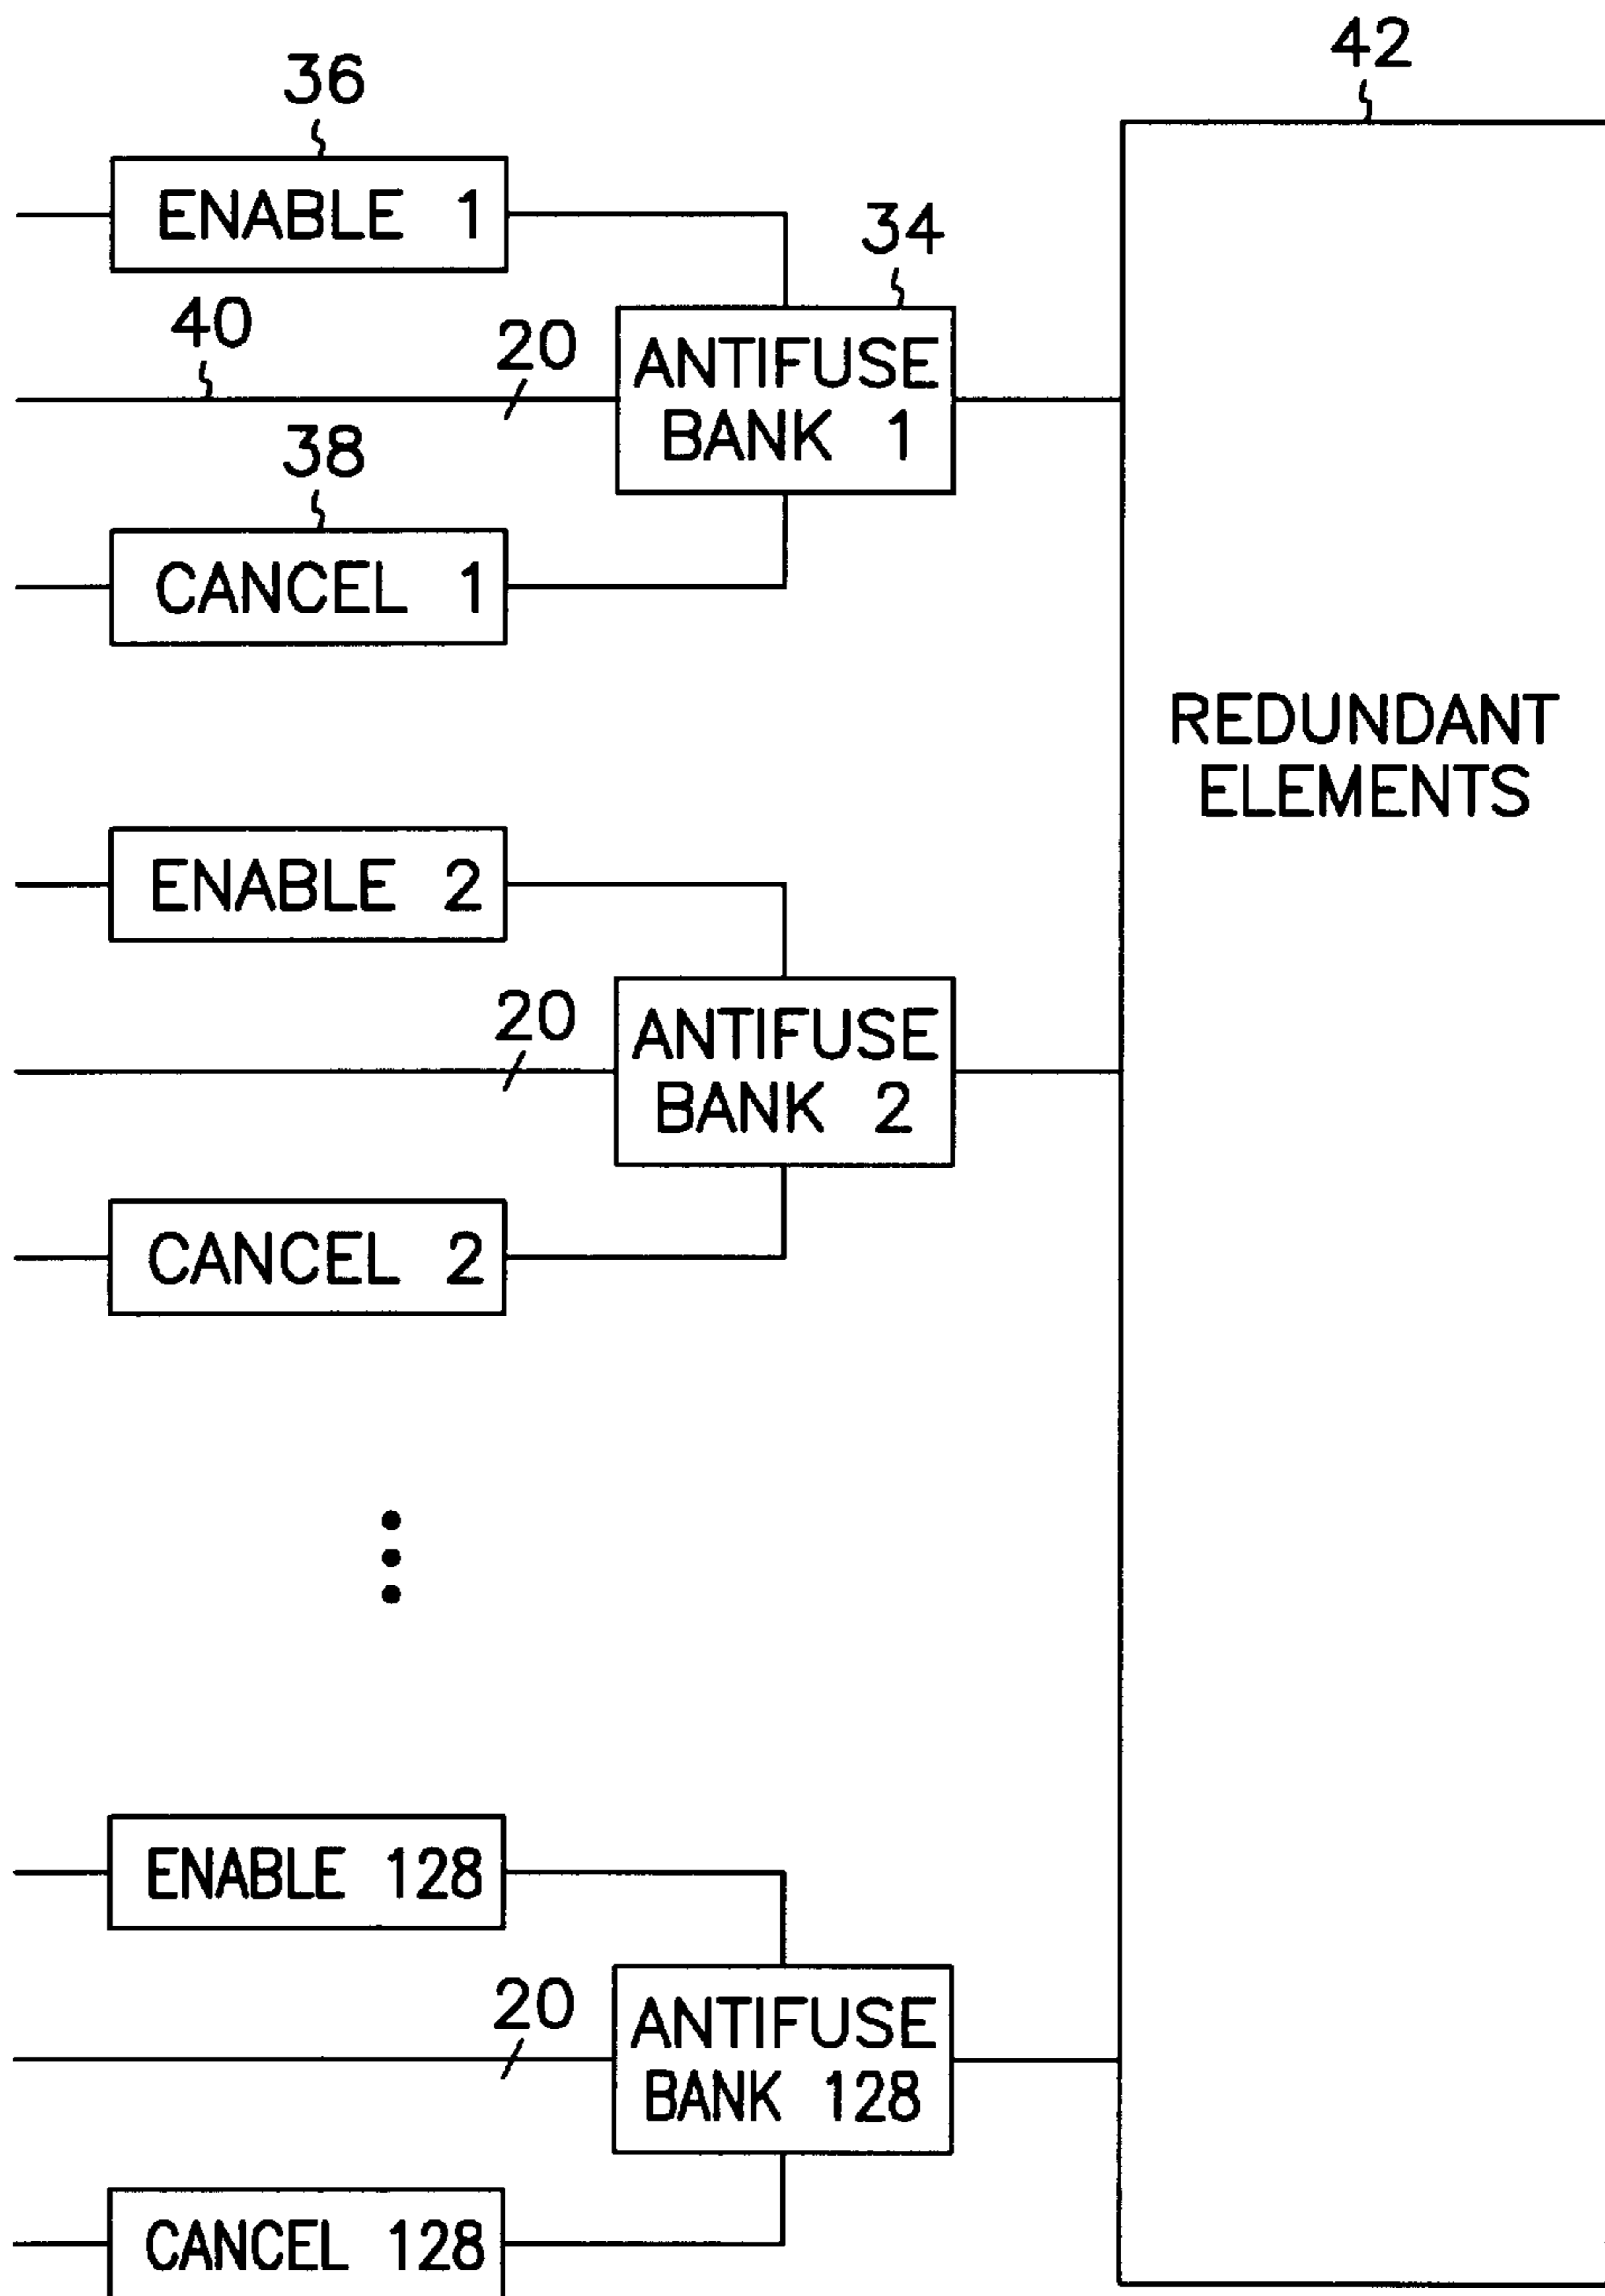 42
36
ENABLE 1
34
40
20
ANTIFUSE
BANK 1
38
CANCEL 1
REDUNDANT
ELEMENTS
ENABLE 2
20
ANTIFUSE
BANK 2
CANCEL 2
ENABLE 128
20
ANTIFUSE
BANK 128
CANCEL 128